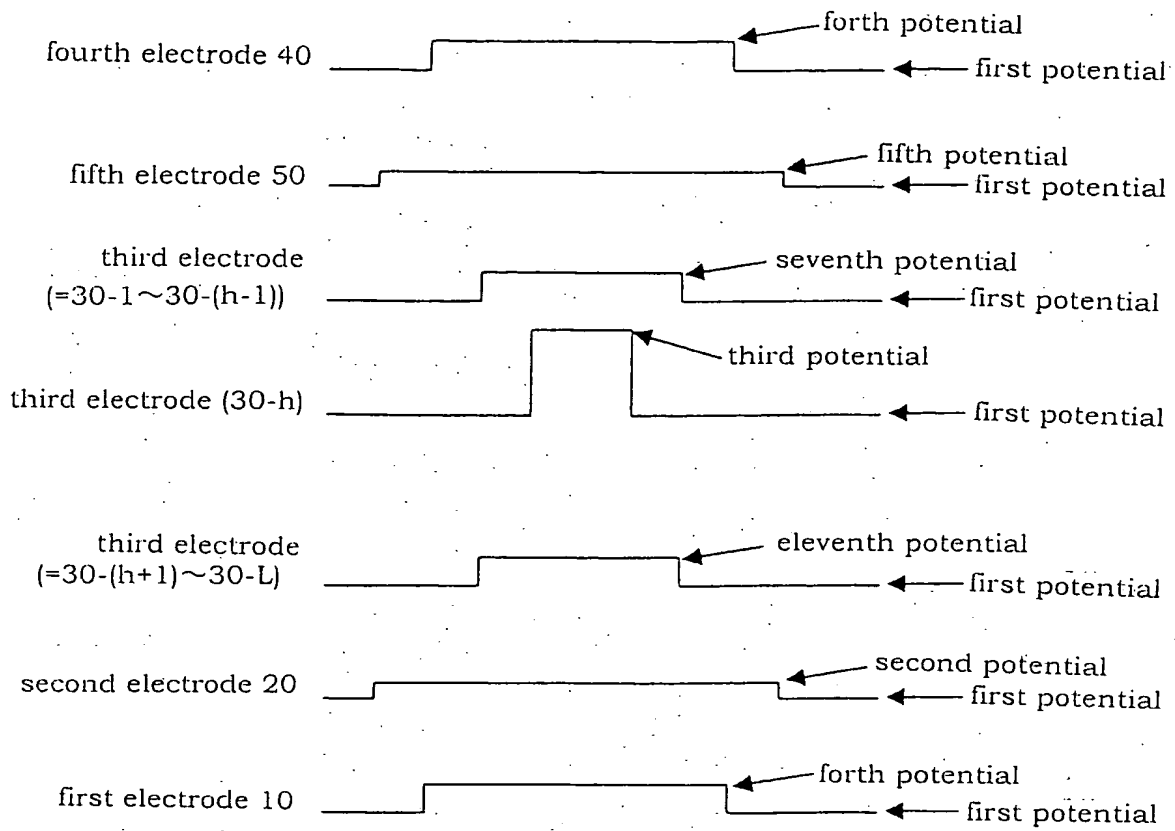 forth potential
fourth electrode 40
first potential
fifth potential
fifth electrode 50
first potential
third electrode
(=30-1～30-(h-1))
seventh potential
first potential
third potential
third electrode (30-h)
first potential
third electrode
(=30-(h+1)～30-L)
eleventh potential
first potential
second potential
second electrode 20
first potential
forth potential
first electrode 10
first potential